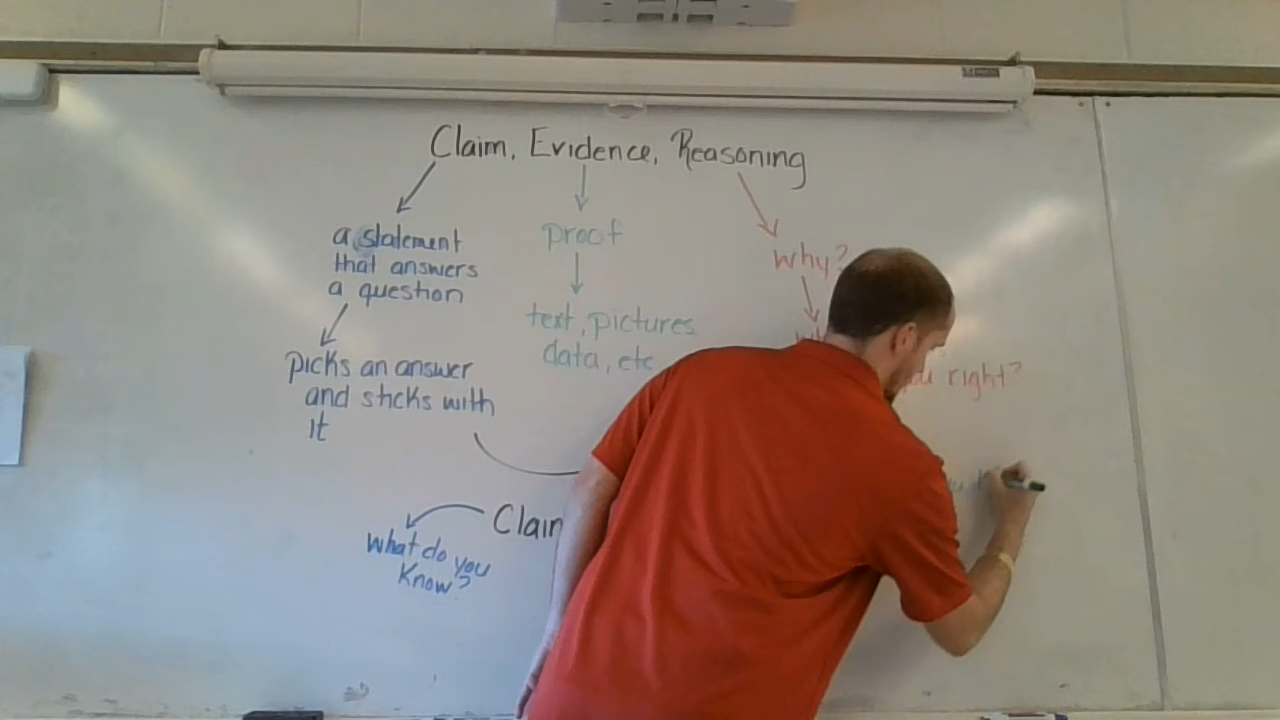 Claim, Evidence, Reasoning
a statement
that answers
a question
picks an answer
and sticks with
it
proof
text, pictures
data, etc
why?
right?
Claim
What do you
Know?